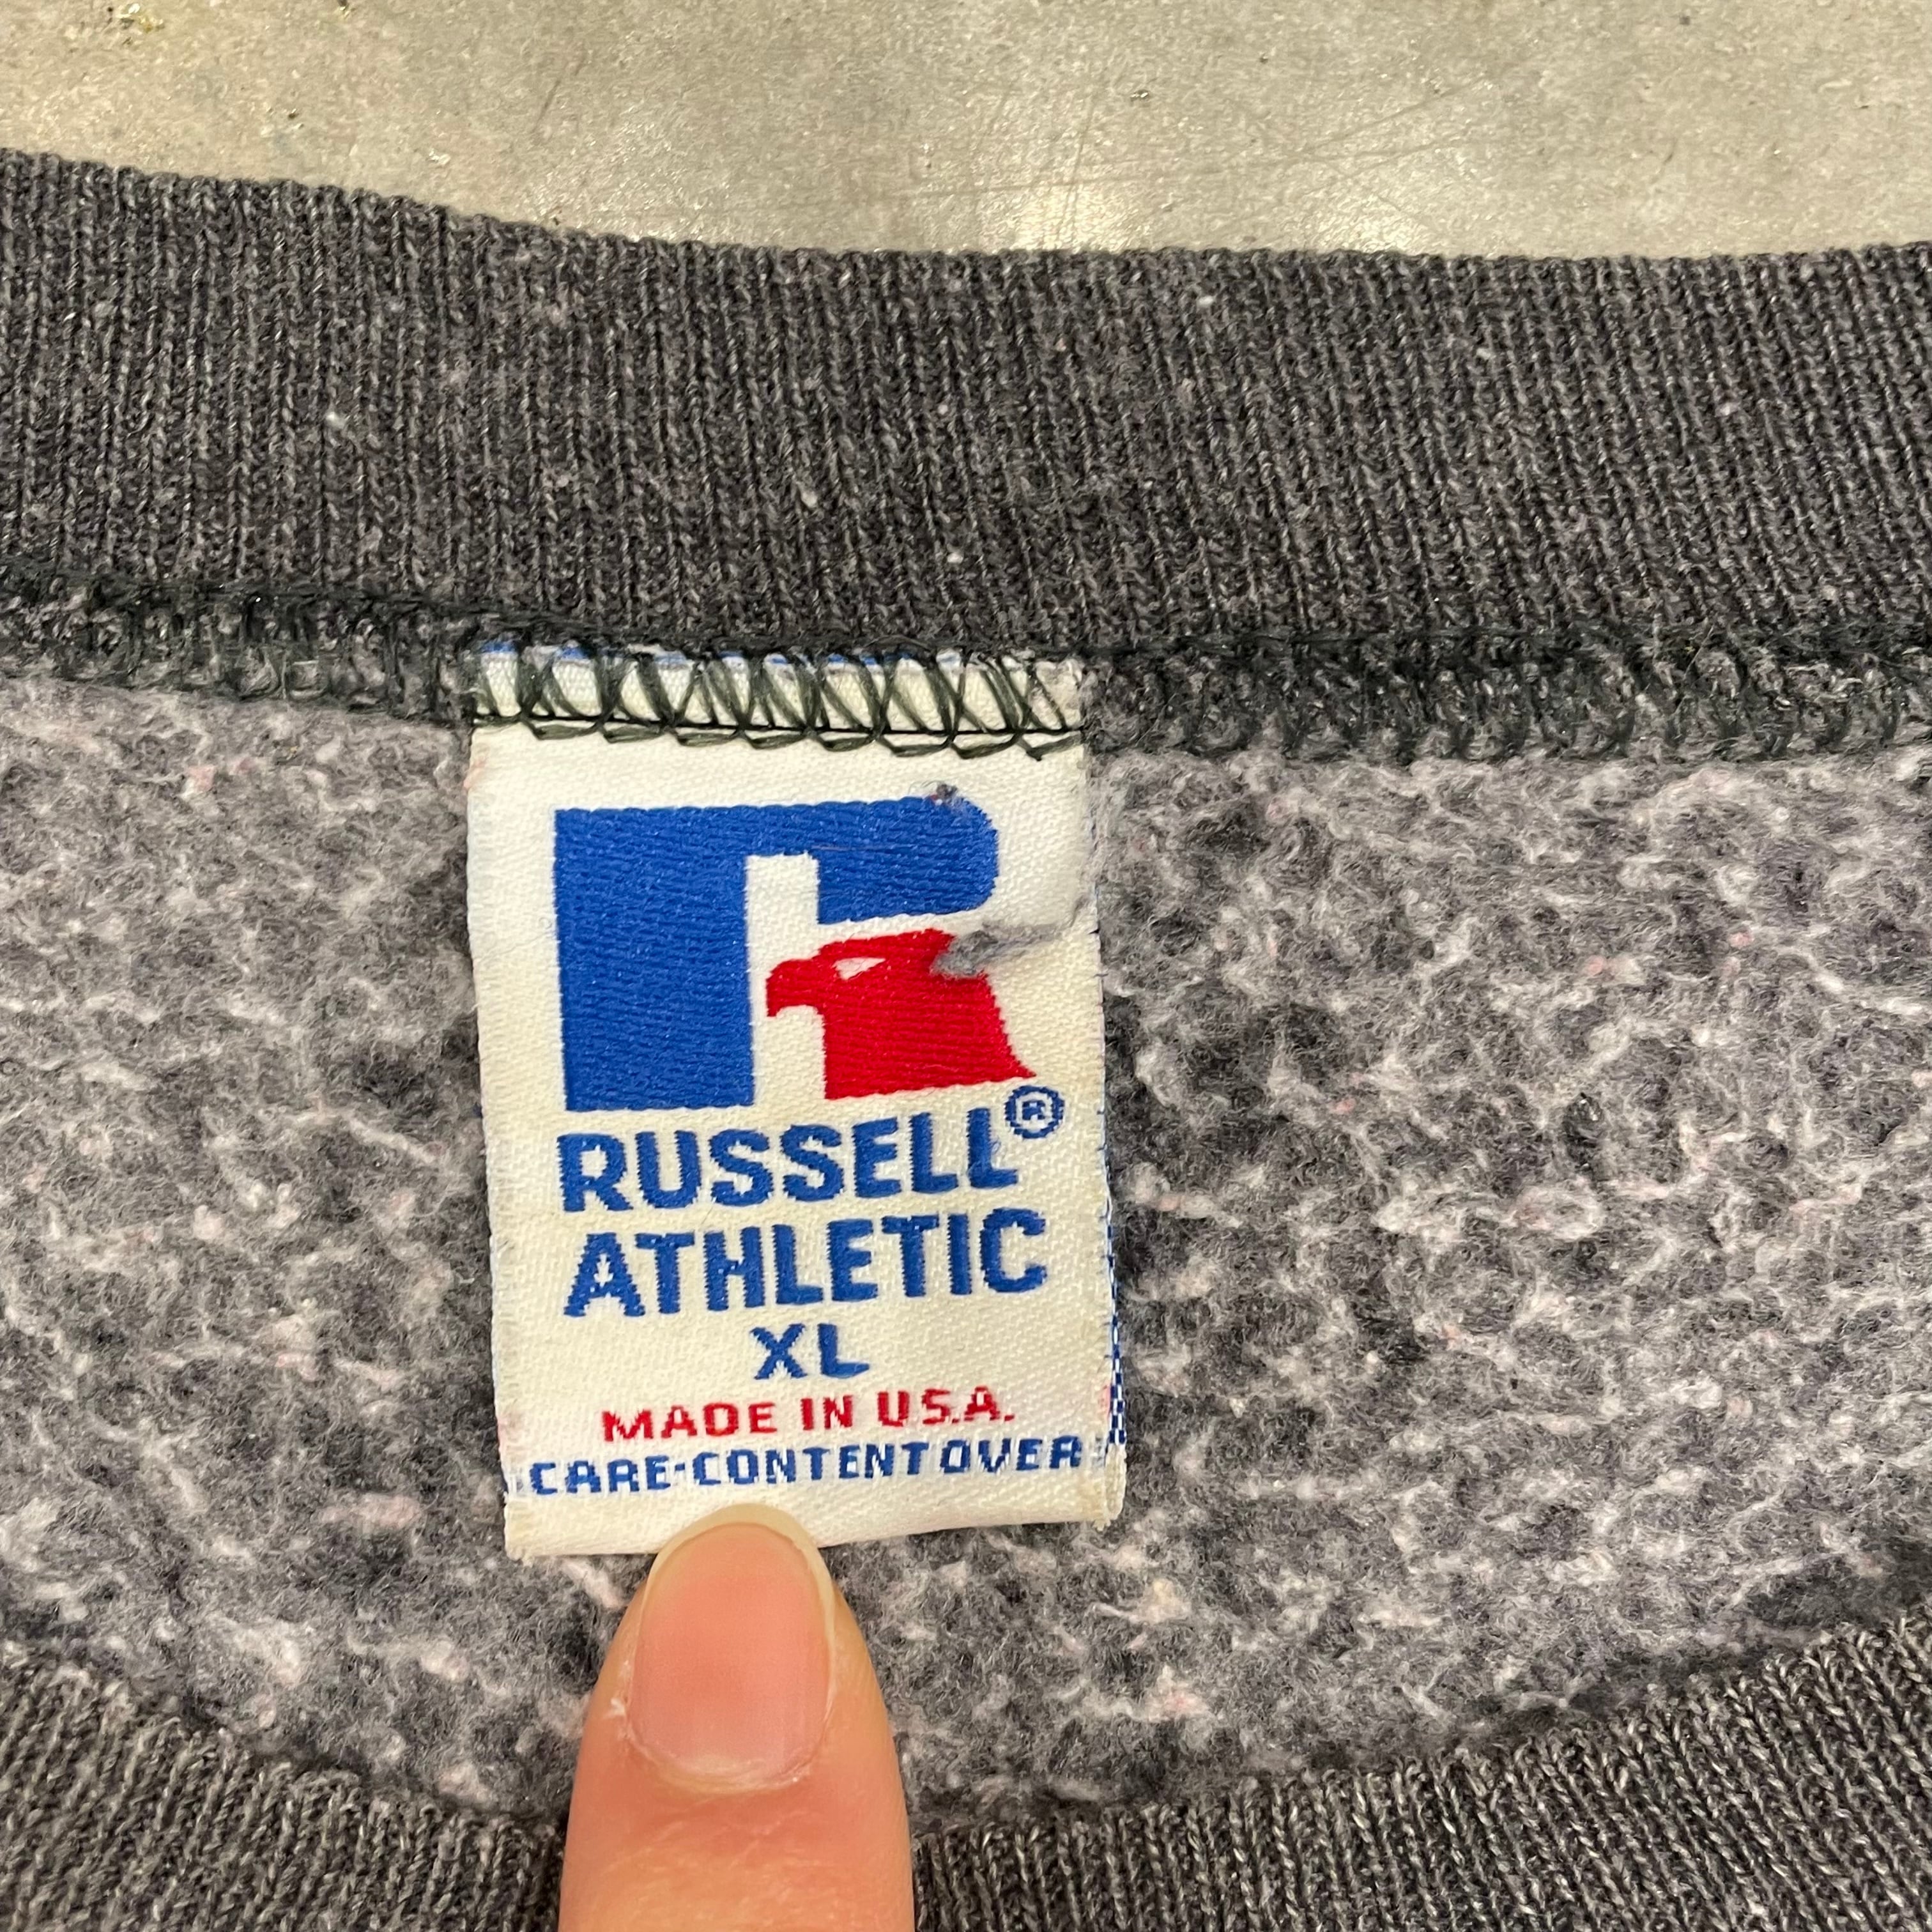 RUSSELL®
ATHLETIC
XL
MADE IN U.S.A.
CARE-CONTENT OVER